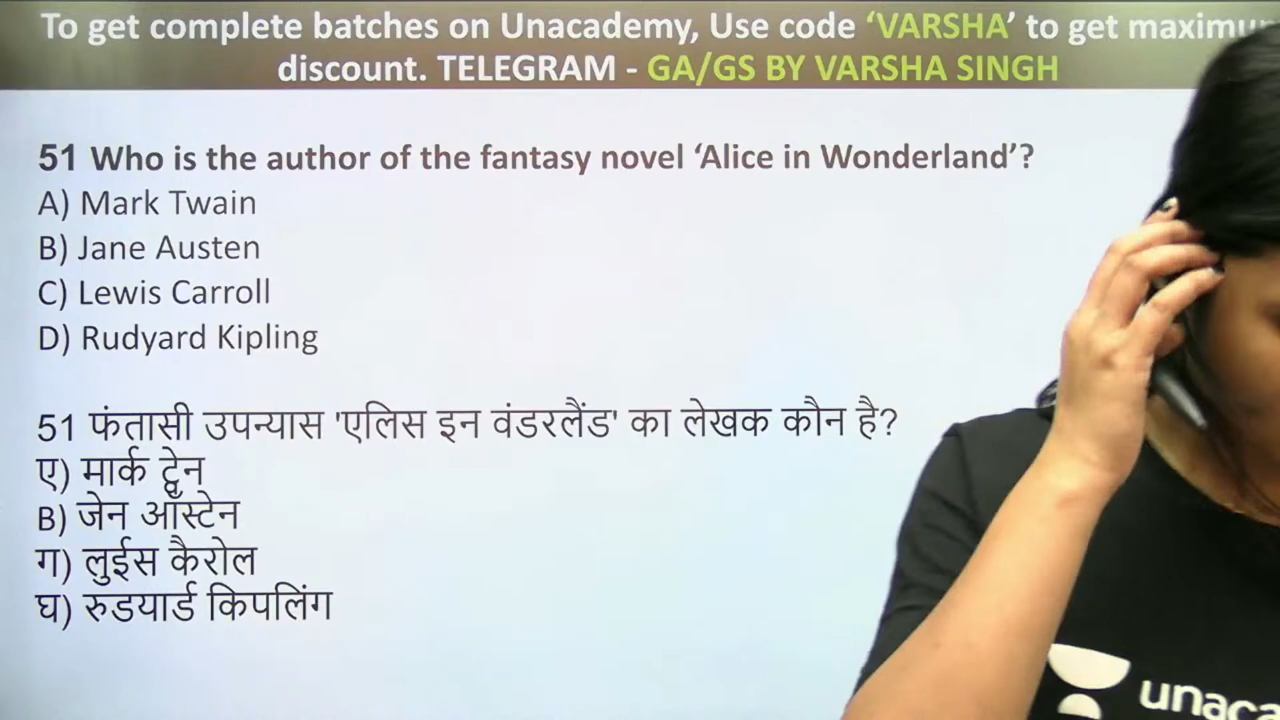 To get complete batches on Unacademy, Use code ‘VARSHA’ to get
discount. TELEGRAM - GA/GS BY VARSHA SINGH
51 Who is the author of the fantasy novel ‘Alice in Wonderland’?
A) Mark Twain
B) Jane Austen
C) Lewis Carroll
D) Rudyard Kipling
51 फंतासी उपन्यास 'एलिस इन वंडरलैंड' का लेखक कौन है?
ए) मार्क ट्वेन
B) जेन ऑस्टेन
ग) लुईस कैरोल
घ) रुडयार्ड किपलिंग